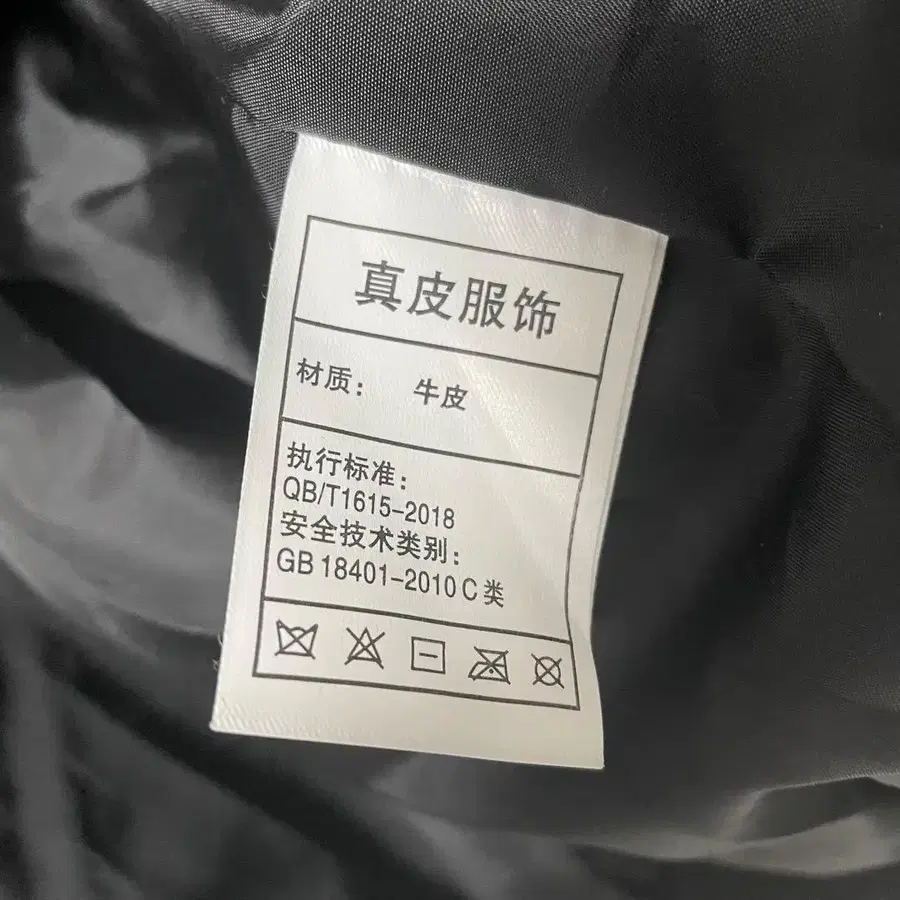 真皮服饰
材质： 牛皮
执行标准：
QB/T1615-2018
安全技术类别：
GB 18401-2010 C 类